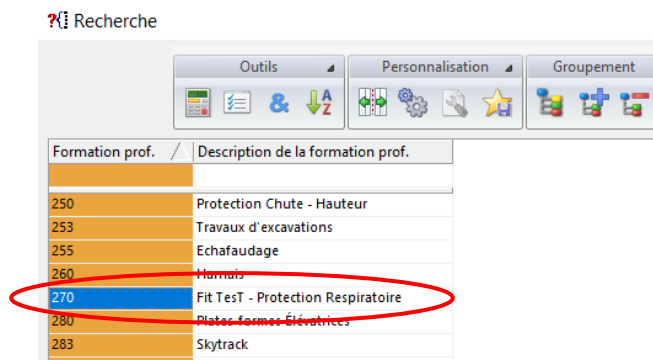 ?{} Recherche
Outils Personnalisation Groupement
Formation prof. Description de la formation prof.
250 Protection Chute - Hauteur
253 Travaux d'excavations
255 Echafaudage
260 Harnais
270 Fit TesT - Protection Respiratoire
280 Plates-formes Élévatrices
283 Skytrack